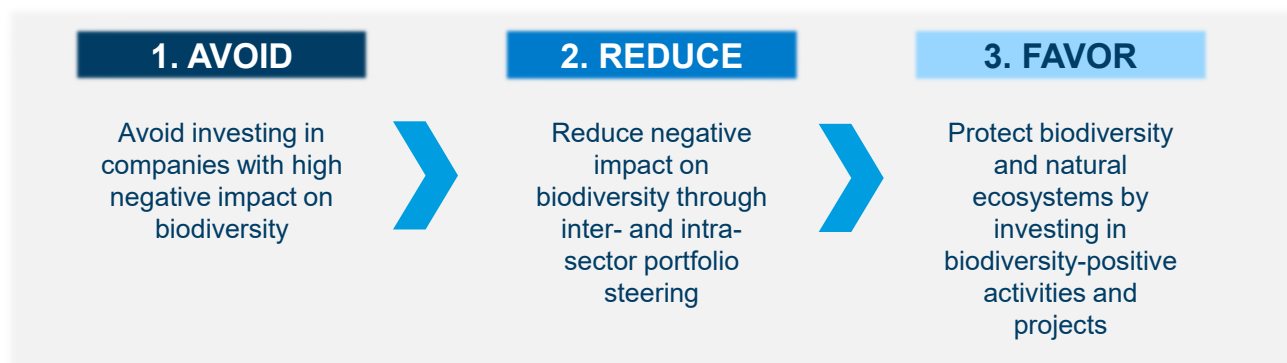 1. AVOID
Avoid investing in
companies with high
negative impact on
biodiversity
2. REDUCE
Reduce negative
impact on
biodiversity through
inter- and intra-
sector portfolio
steering
3. FAVOR
Protect biodiversity
and natural
ecosystems by
investing in
biodiversity-positive
activities and
projects